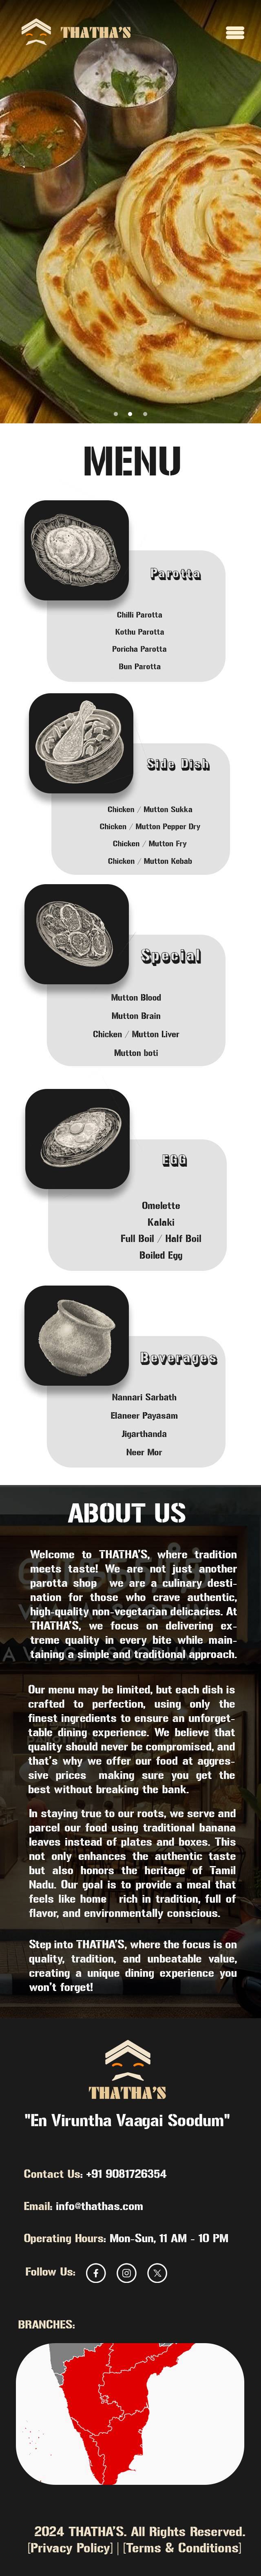 THATHA'S
MENU
Parotta
Chilli Parotta
Kothu Parotta
Poricha Parotta
Bun Parotta
Side Dish
Chicken / Mutton Sukka
Chicken / Mutton Pepper Dry
Chicken / Mutton Fry
Chicken / Mutton Kebab
Special
Mutton Blood
Mutton Brain
Chicken / Mutton Liver
Mutton boti
EGG
Omelette
Kalaki
Full Boil / Half Boil
Boiled Egg
Beverages
Nannari Sarbath
Elaneer Payasam
Jigarthanda
Neer Mor
ABOUT US
Welcome to THATHA'S, where tradition
meets taste! We are not just another
parotta shop we are a culinary desti-
nation for those who crave authentic,
high-quality non-vegetarian delicacies. At
THATHA'S, we focus on delivering ex-
treme quality in every bite while main-
taining a simple and traditional approach.
Our menu may be limited, but each dish is
crafted to perfection, using only the
finest ingredients to ensure an unforget-
table dining experience. We believe that
quality should never be compromised, and
that's why we offer our food at aggres-
sive prices making sure you get the
best without breaking the bank.
In staying true to our roots, we serve and
parcel our food using traditional banana
leaves instead of plates and boxes. This
not only enhances the authentic taste
but also honors the heritage of Tamil
Nadu. Our goal is to provide a meal that
feels like home rich in tradition, full of
flavor, and environmentally conscious.
Step into THATHA'S, where the focus is on
quality, tradition, and unbeatable value,
creating a unique dining experience you
won't forget!
THATHA'S
"En Viruntha Vaagai Soodum"
Contact Us: +91 9081726354
Email: info@thathas.com
Operating Hours: Mon-Sun, 11 AM - 10 PM
Follow Us:
BRANCHES:
2024 THATHA'S. All Rights Reserved.
[Privacy Policy] | [Terms & Conditions]